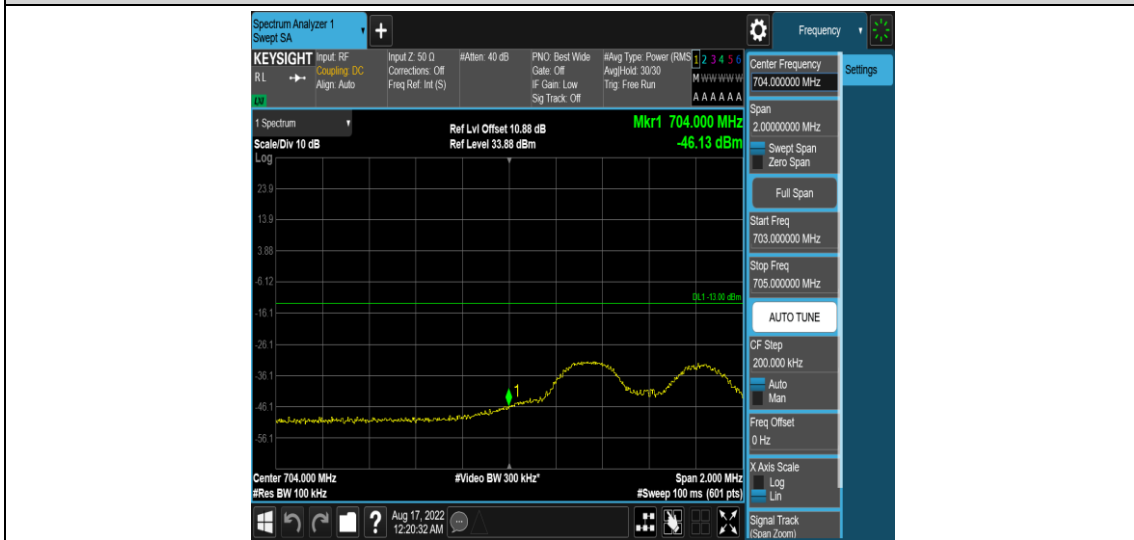 Spectrum Analyzer 1
Swept SA
+
Frequency
KEYSIGHT
RL
LXI
Input: RF
Coupling: DC
Align: Auto
Input Z: 50 Ω
Corrections: Off
Freq Ref: Int (S)
#Atten: 40 dB
PNO: Best Wide
Gate: Off
IF Gain: Low
Sig Track: Off
#Avg Type: Power (RMS
Avg|Hold: 30/30
Trig: Free Run
1 2 3 4 5 6
M W W W W W
A A A A A A
1 Spectrum
Scale/Div 10 dB
Log
Ref Lvl Offset 10.88 dB
Ref Level 33.88 dBm
Mkr1 704.000 MHz
-46.13 dBm
23.9
13.9
3.88
-6.12
-16.1
-26.1
-36.1
-46.1
-56.1
DL1 -13.00 dBm
1
Center 704.000 MHz
#Res BW 100 kHz
#Video BW 300 kHz*
Span 2.000 MHz
#Sweep 100 ms (601 pts)
?
Aug 17, 2022
12:20:32 AM
Center Frequency
704.000000 MHz
Settings
Span
2.00000000 MHz
Swept Span
Zero Span
Full Span
Start Freq
703.000000 MHz
Stop Freq
705.000000 MHz
AUTO TUNE
CF Step
200.000 kHz
Auto
Man
Freq Offset
0 Hz
X Axis Scale
Log
Lin
Signal Track
(Span Zoom)